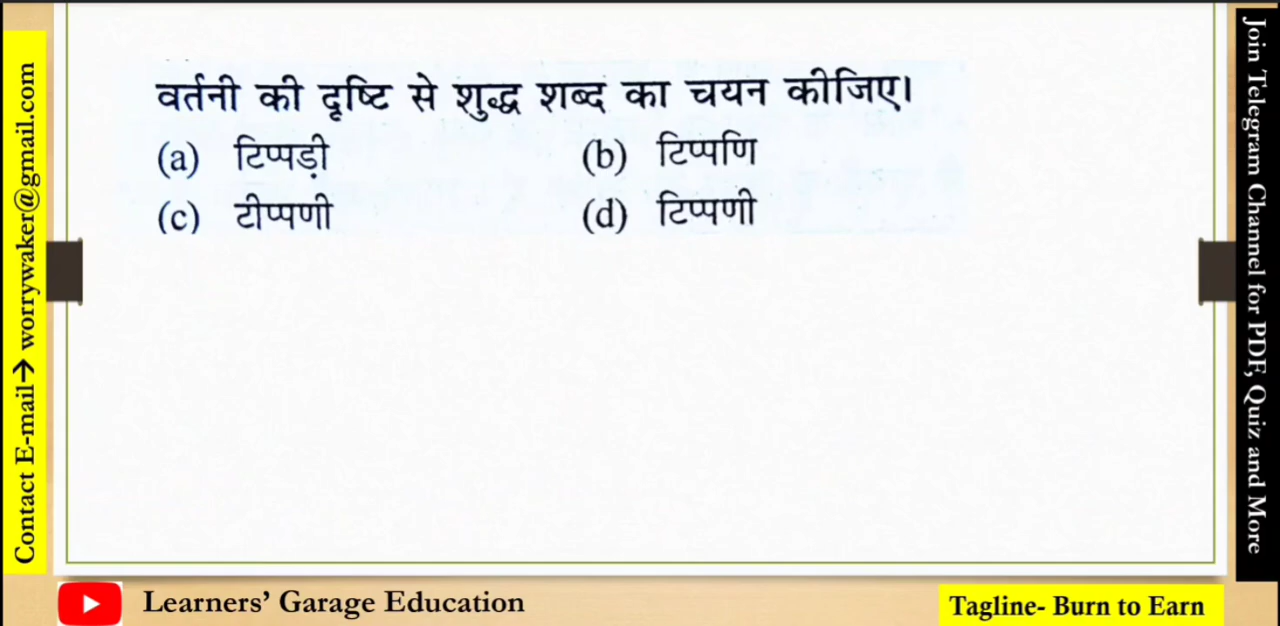 वर्तनी की दृष्टि से शुद्ध शब्द का चयन कीजिए।
(a) टिप्पड़ी (b) टिप्पणि
(c) टीप्पणी (d) टिप्पणी
Contact E-mail→ worrywaker@gmail.com
Join Telegram Channel for PDF, Quiz and More
Learners’ Garage Education
Tagline- Burn to Earn